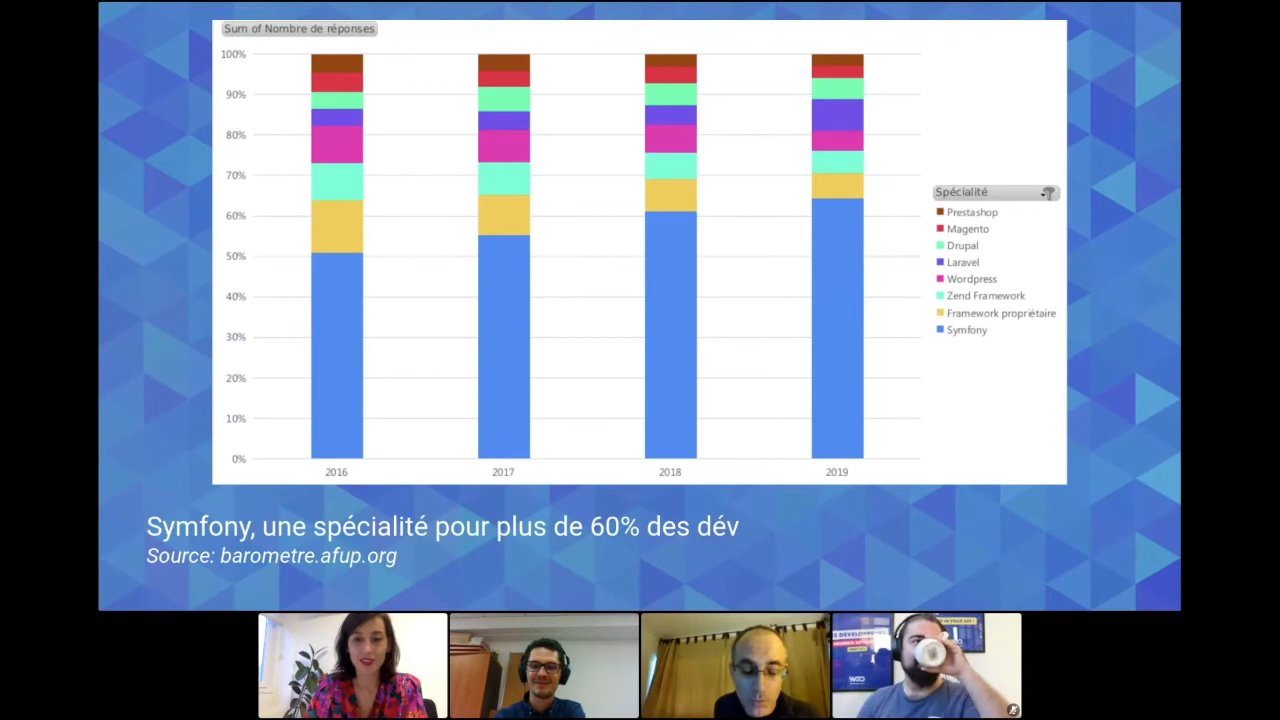 Sum of Nombre de réponses
100%
90%
80%
70%
60%
50%
40%
30%
20%
10%
0%
2016 2017 2018 2019
Spécialité
Prestashop
Magento
Drupal
Laravel
Wordpress
Zend Framework
Framework propriétaire
Symfony
Symfony, une spécialité pour plus de 60% des dév
Source: barometre.afup.org